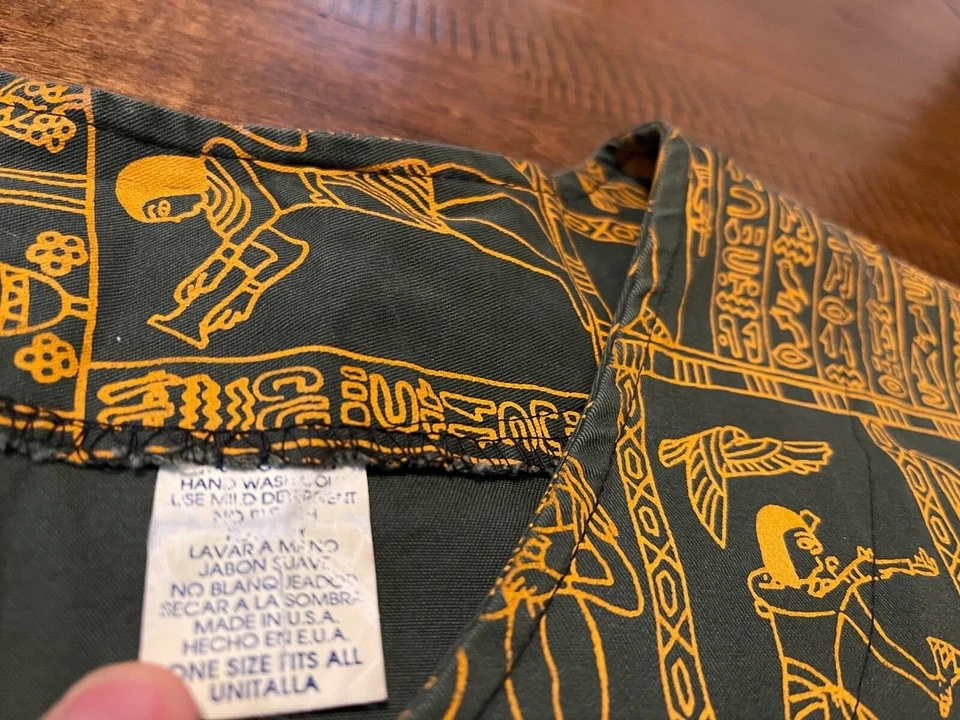 HAND WASH
USE MILD DETERGENT
LAVAR A MANO
JABON SUAVE
NO BLANQUEADOR
SECAR A LA SOMBRA
MADE IN U.S.A.
HECHO EN E.U.A.
ONE SIZE FITS ALL
UNITALLA